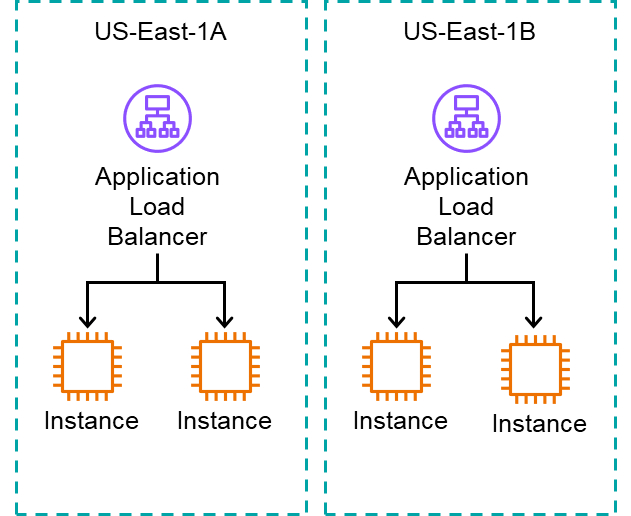 US-East-1A
Application
Load
Balancer
Instance
Instance
US-East-1B
Application
Load
Balancer
Instance
Instance